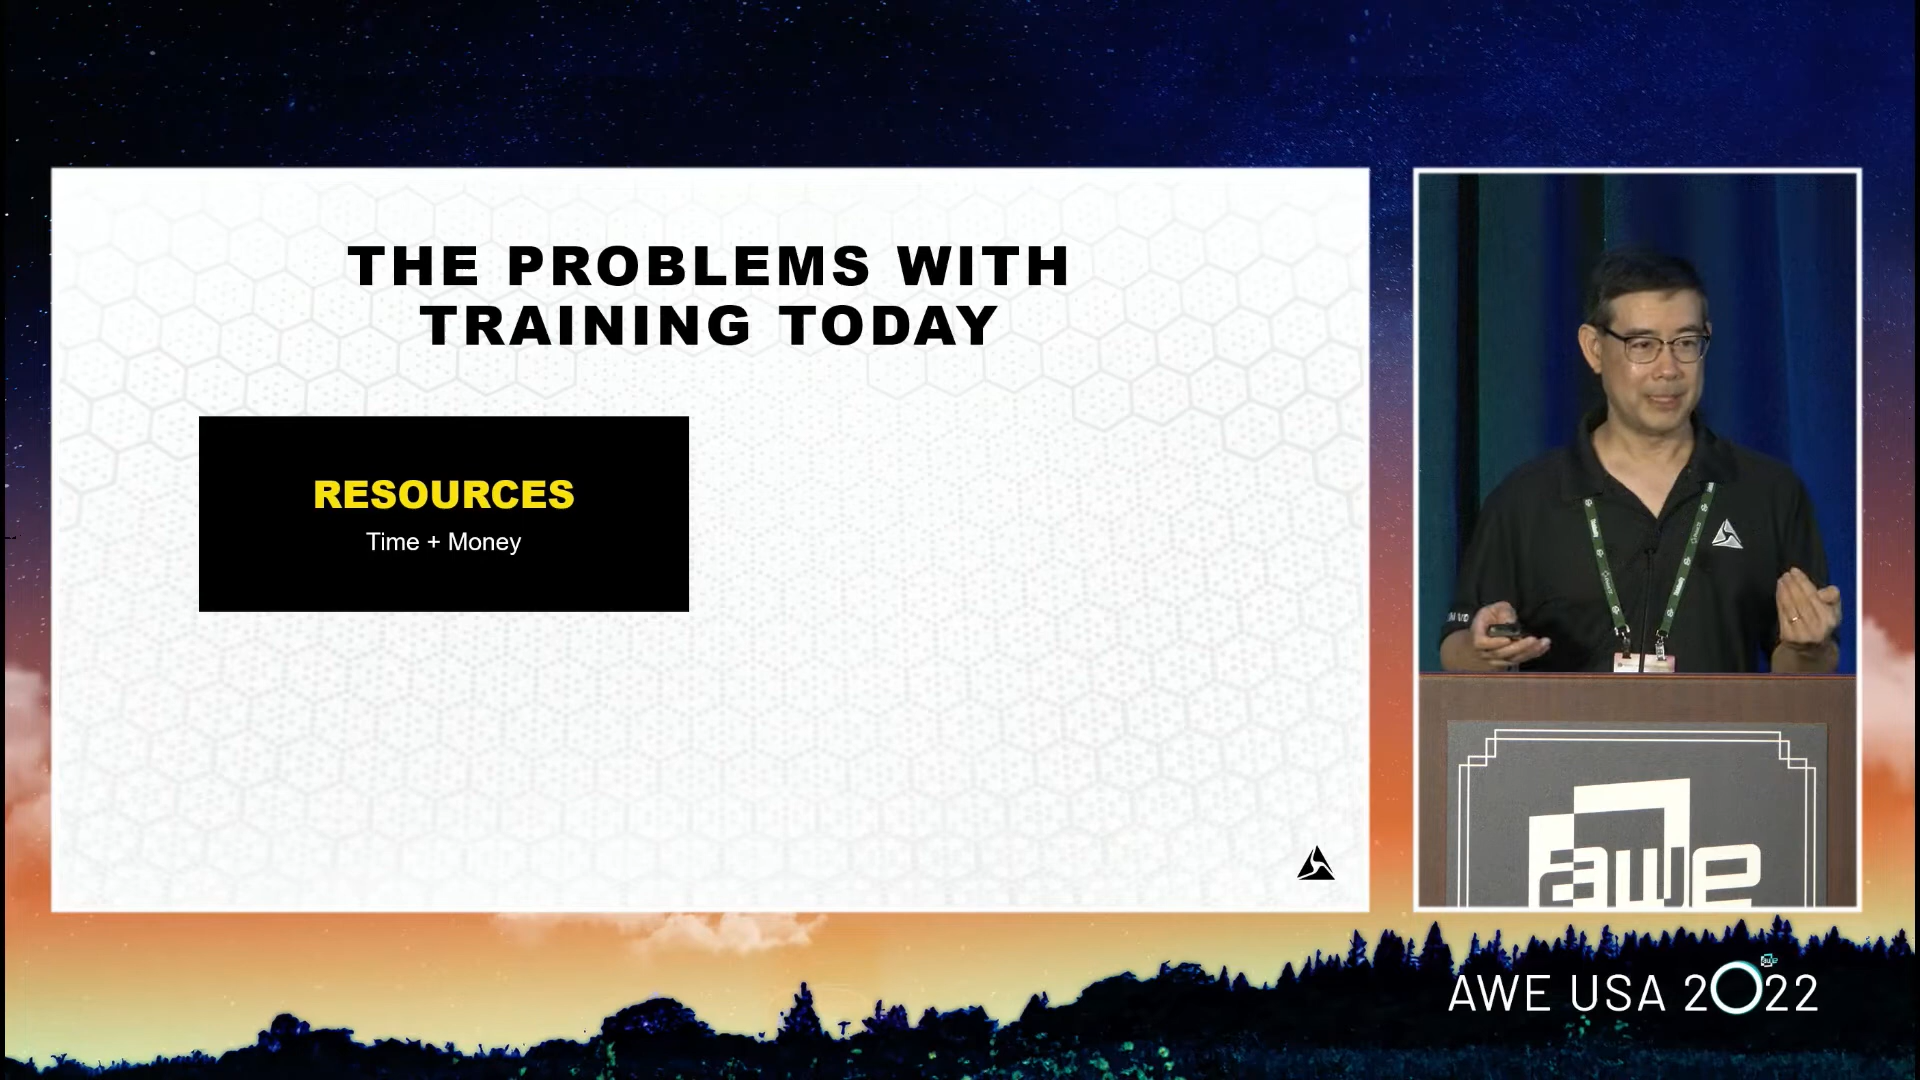 THE PROBLEMS WITH
TRAINING TODAY
RESOURCES
Time + Money
awe
AWE USA 2022